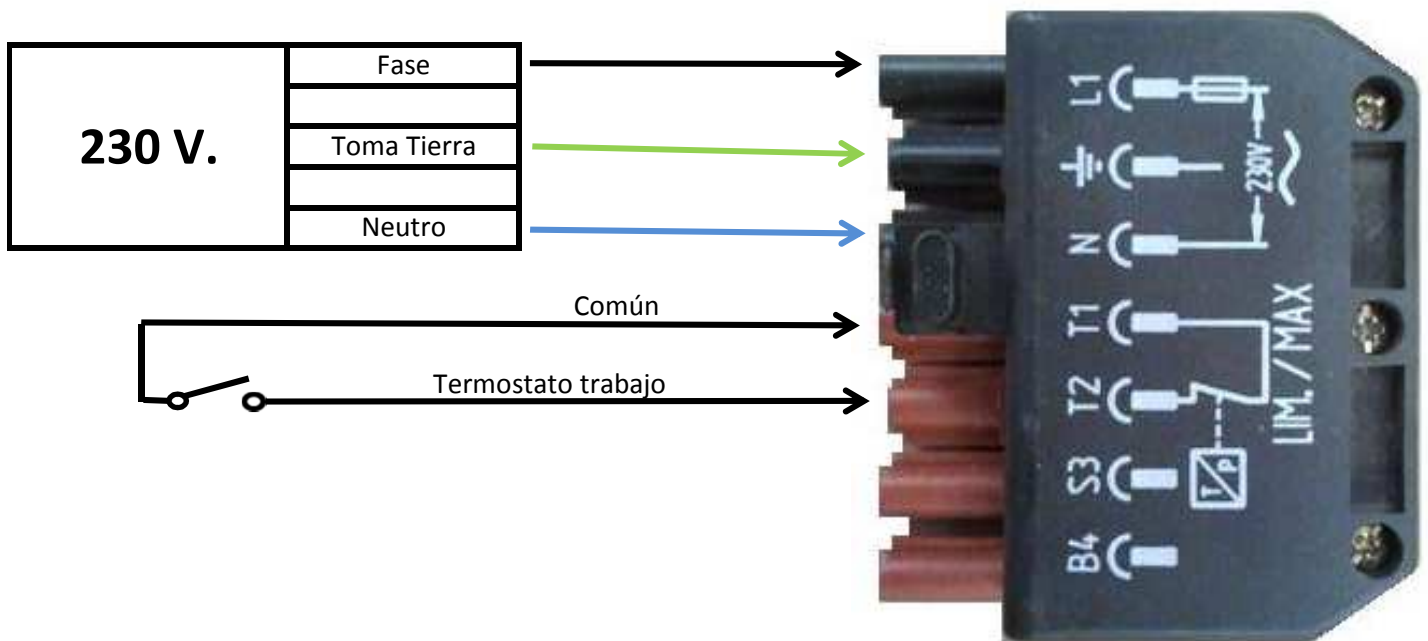 230 V.
Fase
Toma Tierra
Neutro
Común
Termostato trabajo
L1
N
T1
T2
S3
B4
230V
LIM./MAX
T/P